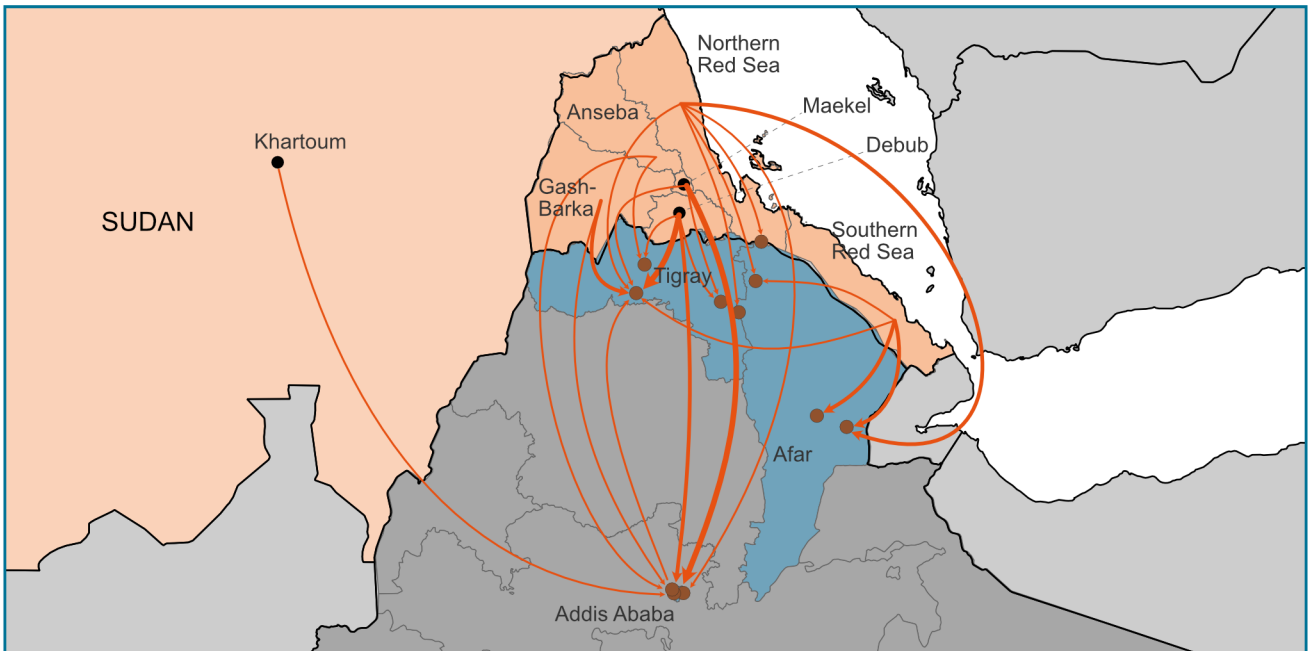 Northern
Red Sea
Maekel
Anseba
Debub
Khartoum
Gash-
Barka
SUDAN
Southern
Red Sea
Tigray
Afar
Addis Ababa